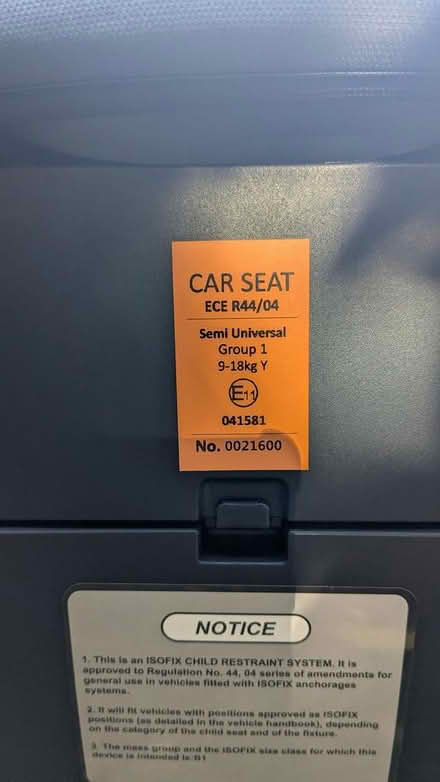 CAR SEAT
ECE R44/04
Semi Universal
Group 1
9-18kg Y
E11
041581
No. 0021600
NOTICE
1. This is an ISOFIX CHILD RESTRAINT SYSTEM. It is
approved to Regulation No. 44, 04 series of amendments for
general use in vehicles fitted with ISOFIX anchorages
systems.
2. It will fit vehicles with positions approved as ISOFIX
positions (as detailed in the vehicle handbook), depending
on the category of the child seat and of the fixture.
3. The mass group and the ISOFIX size class for which this
device is intended is:B1